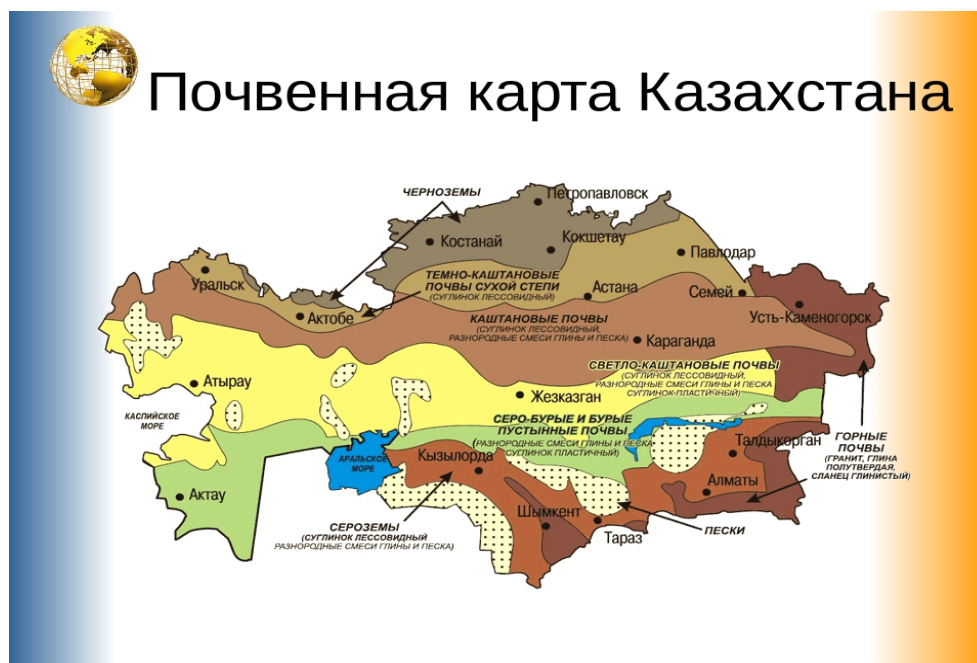 Почвенная карта Казахстана
ЧЕРНОЗЕМЫ
Петропавловск
Костанай
Кокшетау
Павлодар
ТЕМНО-КАШТАНОВЫЕ
ПОЧВЫ СУХОЙ СТЕПИ
(СУГЛИНОК ЛЕССОВИДНЫЙ)
Уральск
Астана
Семей
Актобе
КАШТАНОВЫЕ ПОЧВЫ
(СУГЛИНОК ЛЕССОВИДНЫЙ,
РАЗНОРОДНЫЕ СМЕСИ ГЛИНЫ И ПЕСКА)
Усть-Каменогорск
Караганда
СВЕТЛО-КАШТАНОВЫЕ ПОЧВЫ
(СУГЛИНОК ЛЕССОВИДНЫЙ,
РАЗНОРОДНЫЕ СМЕСИ ГЛИНЫ И ПЕСКА
СУГЛИНОК ПЛАСТИЧНЫЙ)
Атырау
Жезказган
КАСПИЙСКОЕ
МОРЕ
СЕРО-БУРЫЕ И БУРЫЕ
ПУСТЫННЫЕ ПОЧВЫ
(РАЗНОРОДНЫЕ СМЕСИ ГЛИНЫ И ПЕСКА
СУГЛИНОК ПЛАСТИЧНЫЙ)
Талдыкорган
ГОРНЫЕ
ПОЧВЫ
(ГРАНИТ, ГЛИНА
ПОЛУТВЕРДАЯ,
СЛАНЕЦ ГЛИНИСТЫЙ)
АРАЛЬСКОЕ
МОРЕ
Кызылорда
Актау
Алматы
Шымкент
СЕРОЗЕМЫ
(СУГЛИНОК ЛЕССОВИДНЫЙ
РАЗНОРОДНЫЕ СМЕСИ ГЛИНЫ И ПЕСКА)
Тараз
ПЕСКИ